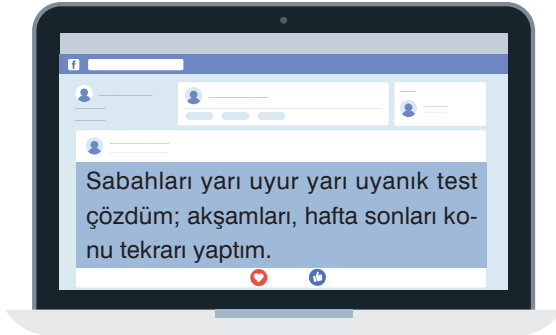 f
Sabahları yarı uyur yarı uyanık test
çözdüm; akşamları, hafta sonları ko-
nu tekrarı yaptım.